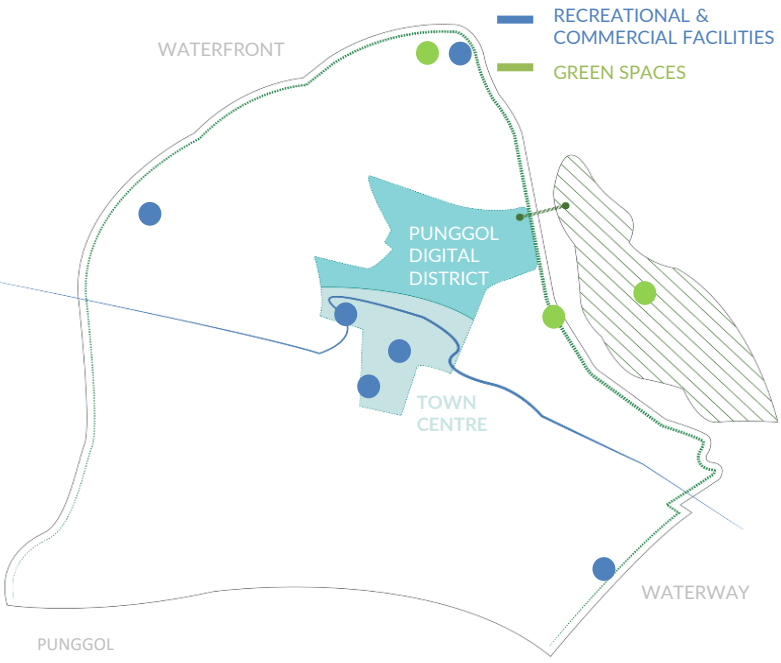 RECREATIONAL &
COMMERCIAL FACILITIES
GREEN SPACES
WATERFRONT
PUNGGOL
DIGITAL
DISTRICT
TOWN
CENTRE
WATERWAY
PUNGGOL